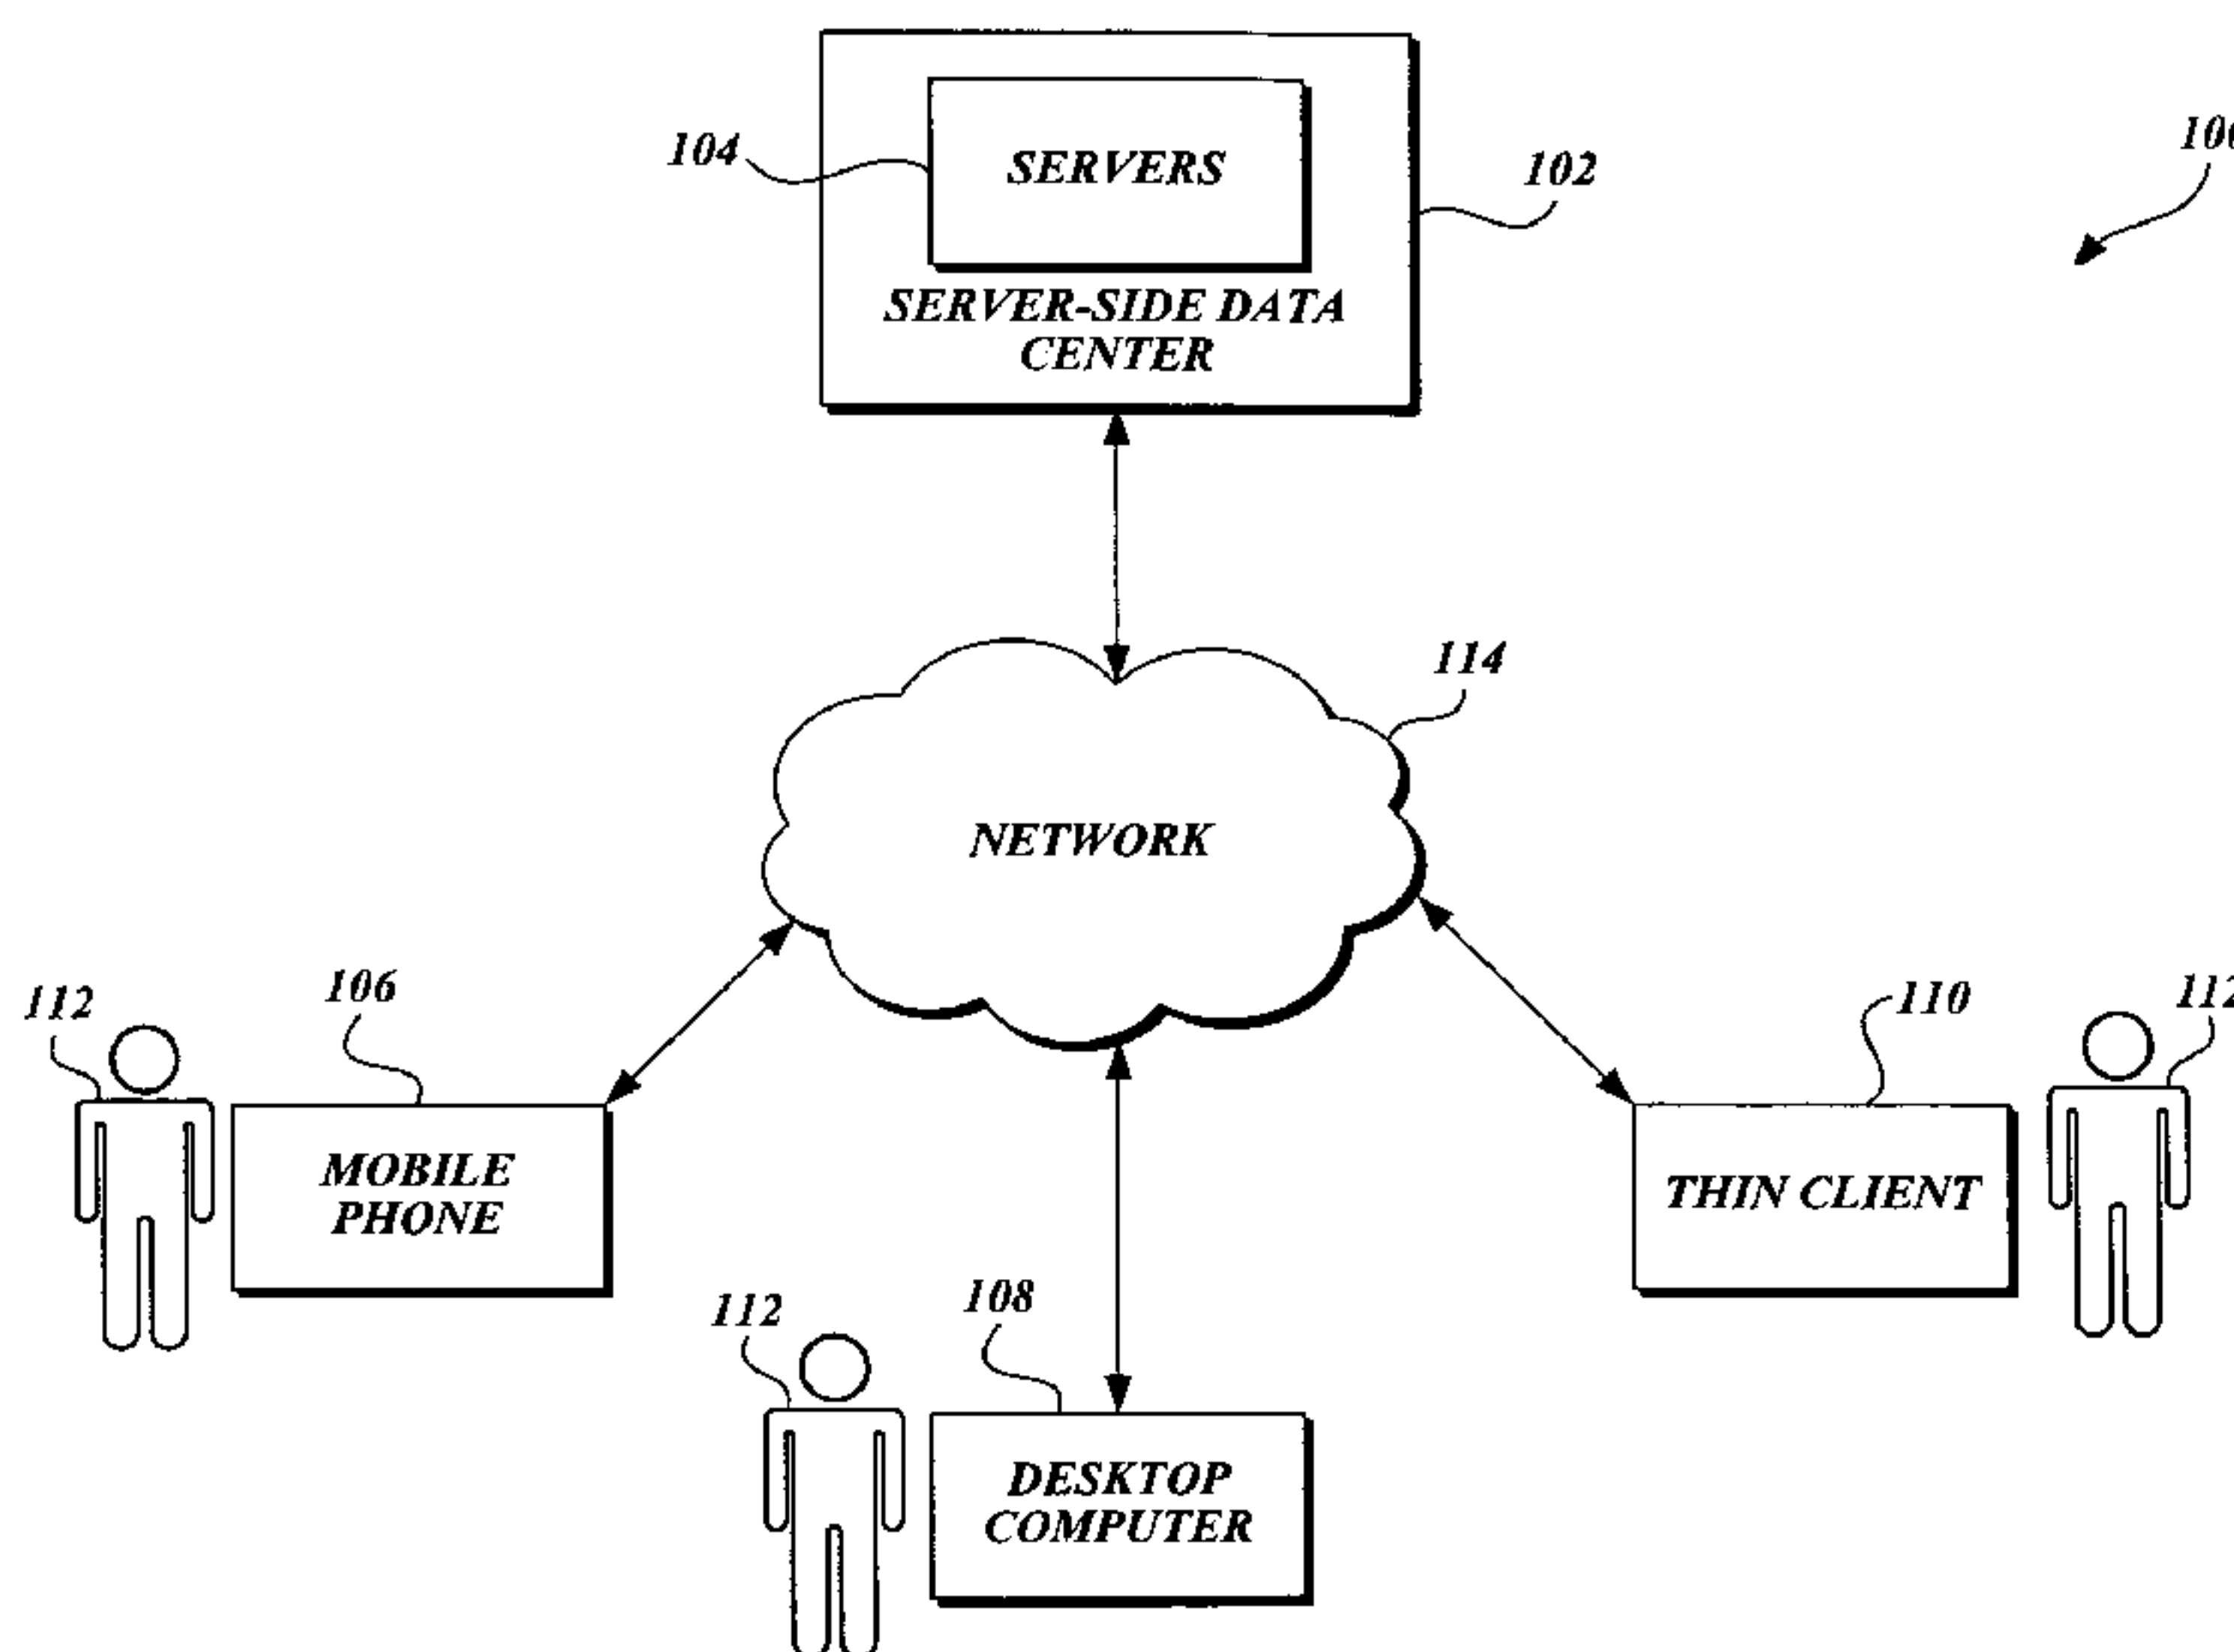 104
SERVERS
102
100
SERVER-SIDE DATA
CENTER
114
NETWORK
112
106
110
112
MOBILE
PHONE
THIN CLIENT
112
108
DESKTOP
COMPUTER